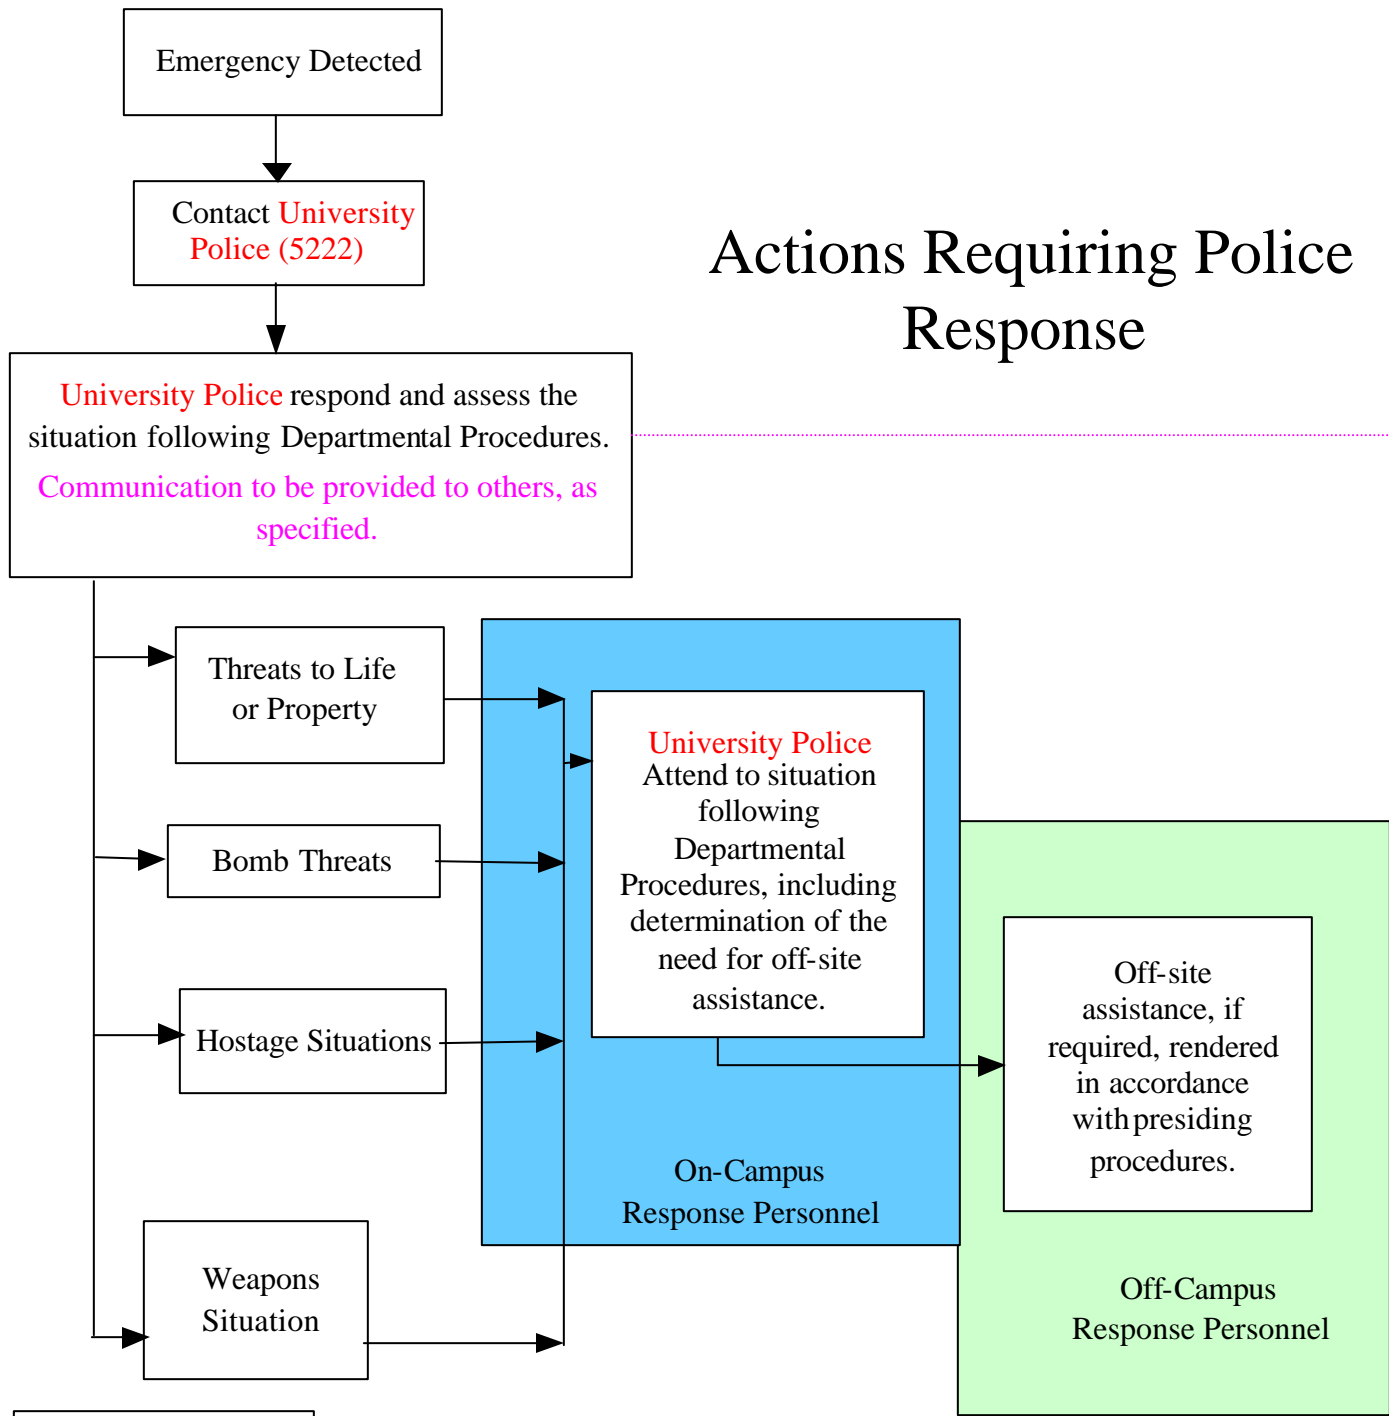 Emergency Detected
Contact University
Police (5222)
Actions Requiring Police
Response
University Police respond and assess the
situation following Departmental Procedures.
Communication to be provided to others, as
specified.
Threats to Life
or Property
Bomb Threats
Hostage Situations
Weapons
Situation
University Police
Attend to situation
following
Departmental
Procedures, including
determination of the
need for off-site
assistance.
On-Campus
Response Personnel
Off-site
assistance, if
required, rendered
in accordance
with presiding
procedures.
Off-Campus
Response Personnel